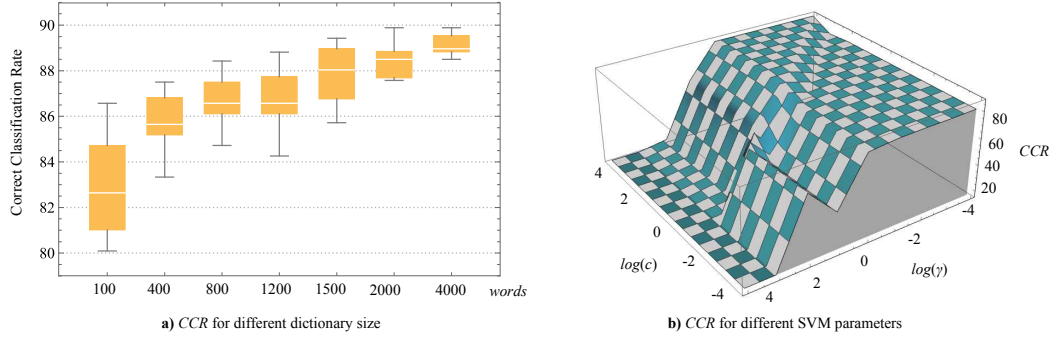 Correct Classification Rate
90
88
86
84
82
80
100 400 800 1200 1500 2000 4000 words
a) CCR for different dictionary size
80
60
40
20
CCR
4
2
0
-2
-4
log(c)
4
2
0
-2
-4
log(γ)
b) CCR for different SVM parameters